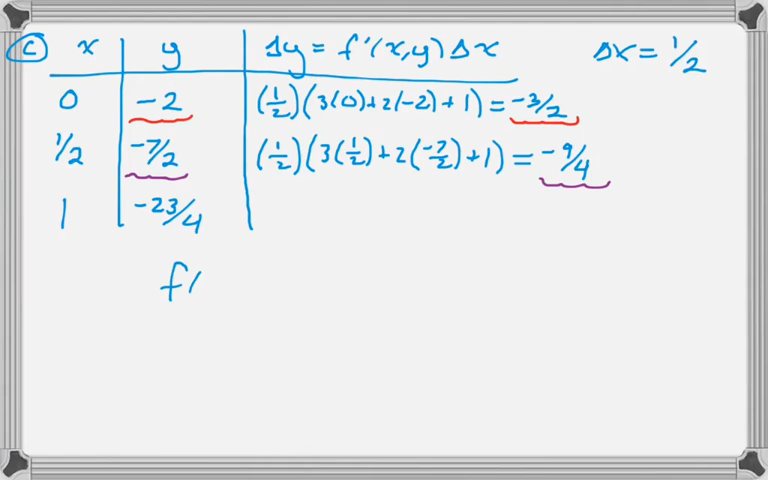 c x y Δy = f'(x,y) Δx Δx = 1/2
0 -2 (1/2)(3(0)+2(-2)+1) = -3/2
1/2 -7/2 (1/2)(3(1/2)+2(-7/2)+1) = -9/4
1 -23/4
f(